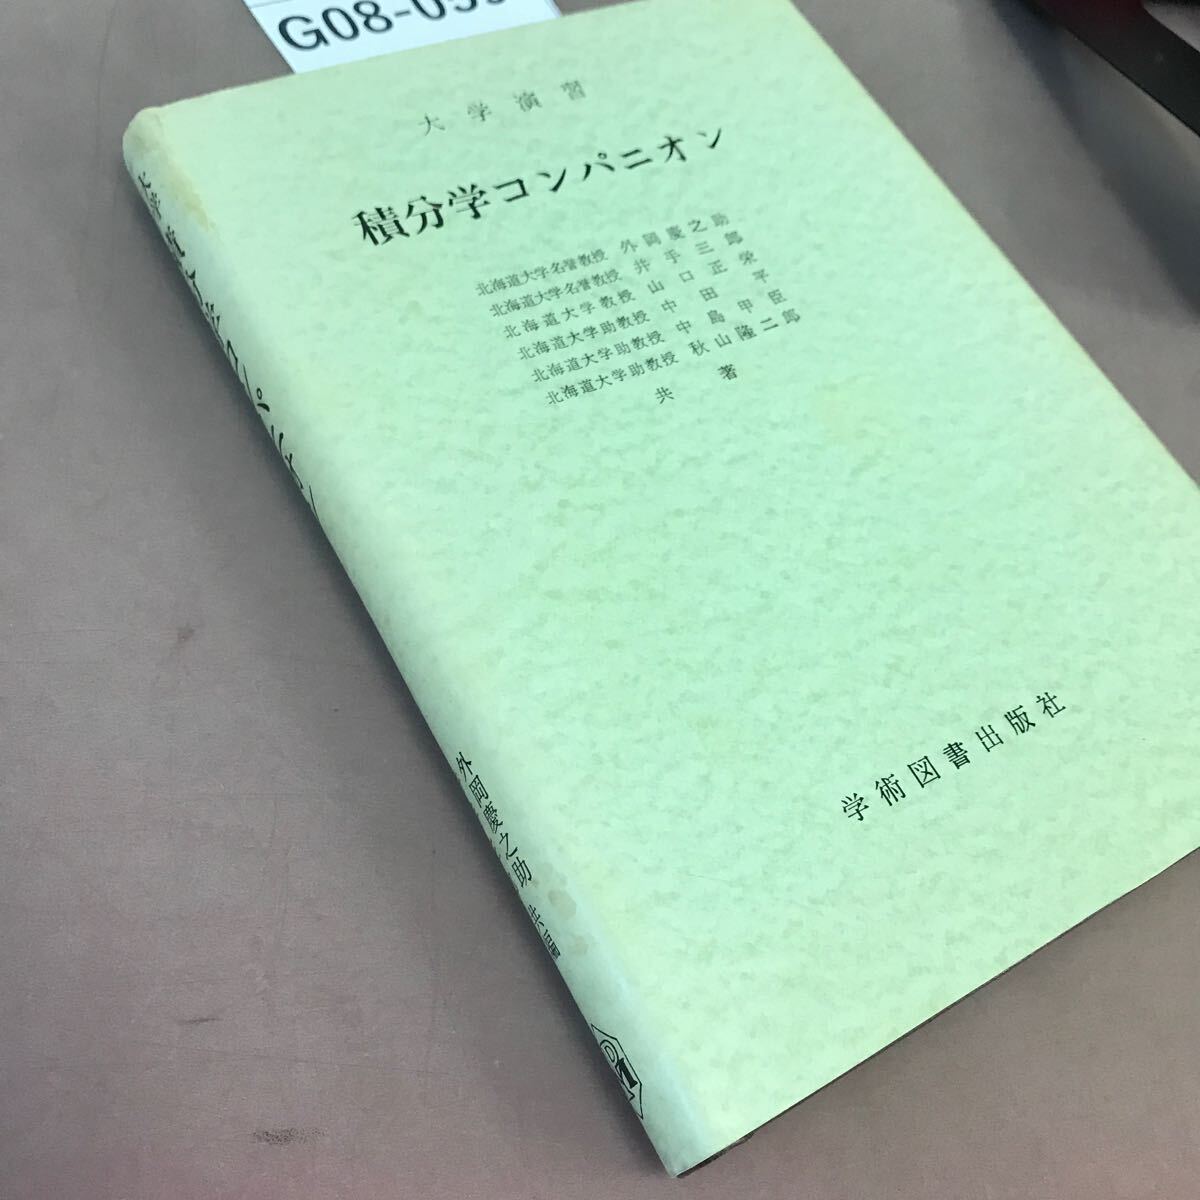 G08-05
大学演習
積分学コンパニオン
北海道大学名誉教授 外岡慶之助
北海道大学名誉教授 井手三郎
北海道大学教授 山口正栄
北海道大学助教授 中田平
北海道大学助教授 中島甲臣
北海道大学助教授 秋山隆二郎
共著
学術図書出版社
外岡慶之助 共著